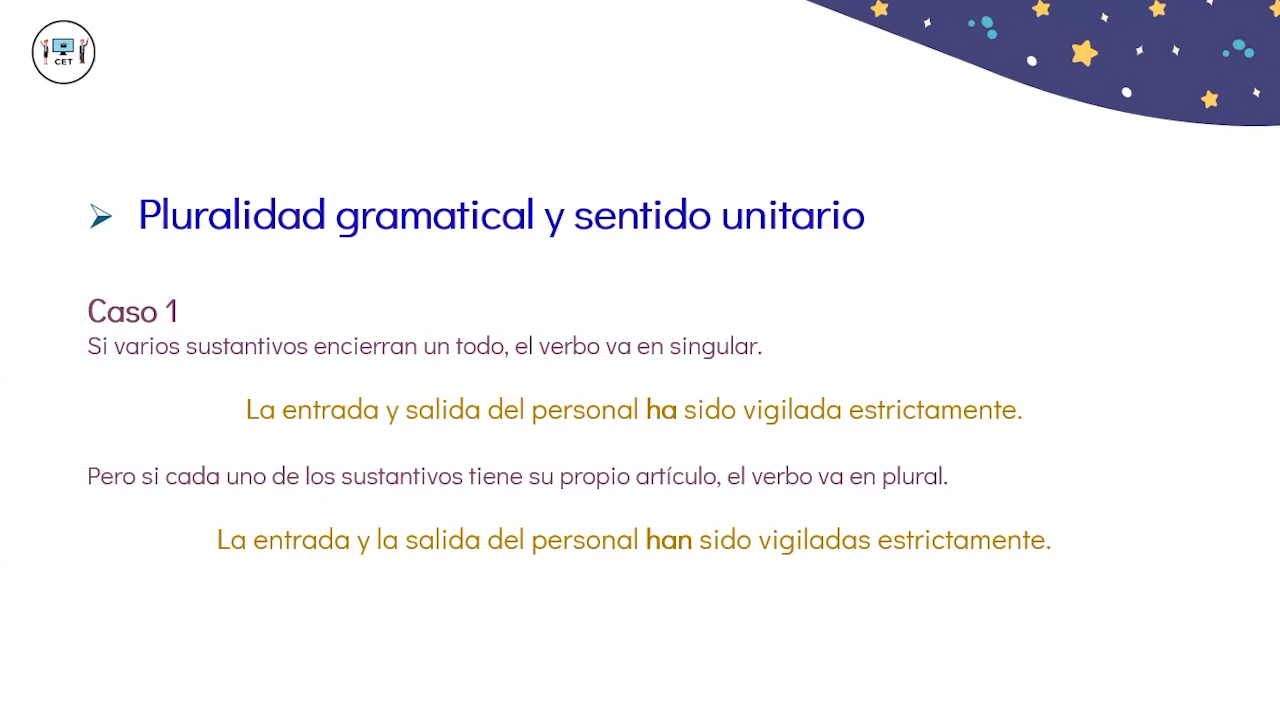 CET
Pluralidad gramatical y sentido unitario
Caso 1
Si varios sustantivos encierran un todo, el verbo va en singular.
La entrada y salida del personal ha sido vigilada estrictamente.
Pero si cada uno de los sustantivos tiene su propio artículo, el verbo va en plural.
La entrada y la salida del personal han sido vigiladas estrictamente.